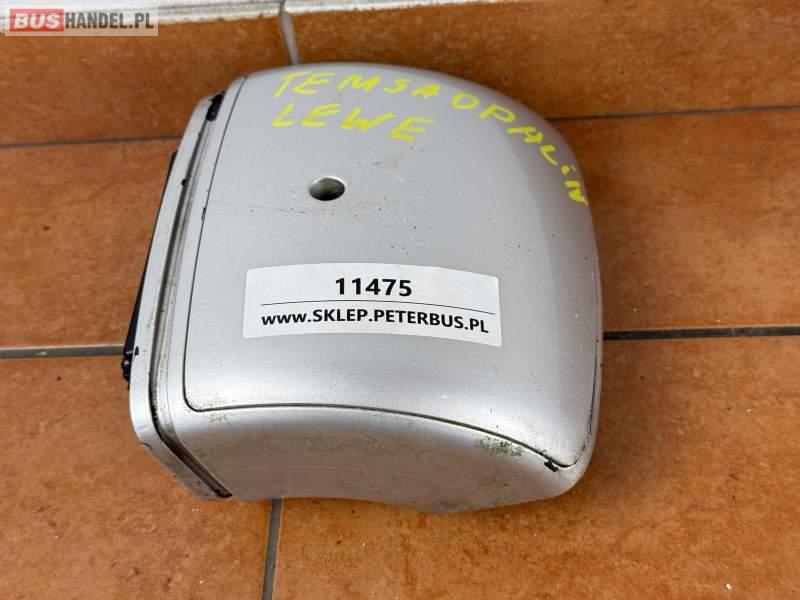 BUSHANDEL.PL
TEMSA OPALIN
LEWE
11475
www.SKLEP.PETERBUS.PL